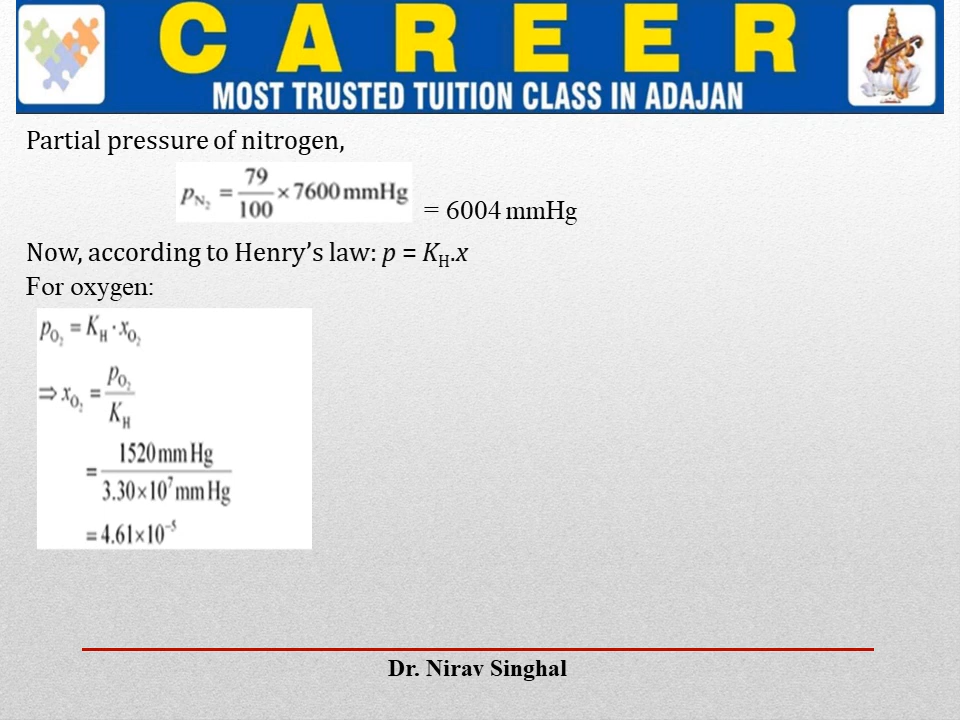 CAREER
MOST TRUSTED TUITION CLASS IN ADAJAN
Partial pressure of nitrogen,
p_N₂ = 79/100 × 7600 mmHg = 6004 mmHg
Now, according to Henry’s law: p = K_H.x
For oxygen:
p_O₂ = K_H · x_O₂
⇒ x_O₂ = p_O₂/K_H
= 1520 mm Hg/3.30×10⁷ mm Hg
= 4.61×10⁻⁵
Dr. Nirav Singhal